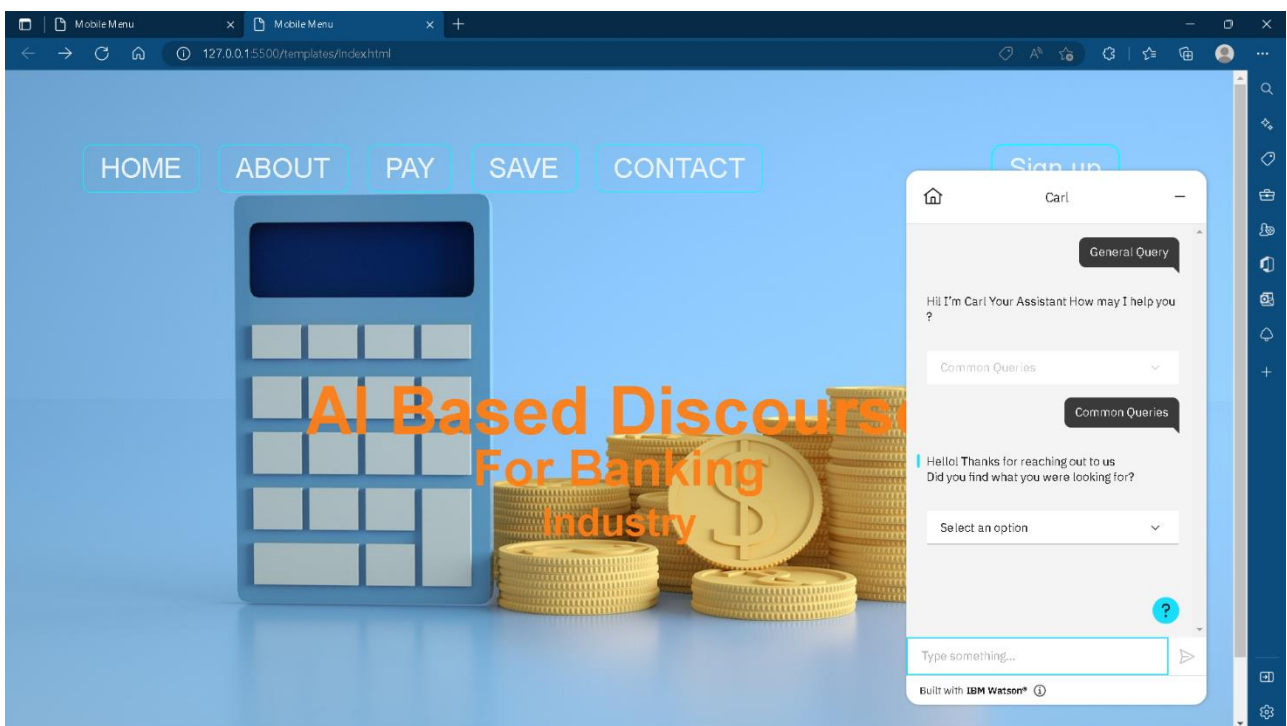 Mobile Menu
Mobile Menu
127.0.0.1:5500/templates/index.html
HOME ABOUT PAY SAVE CONTACT
Sign up
Carl
General Query
Hi! I'm Carl Your Assistant How may I help you
?
Common Queries
Common Queries
Hello! Thanks for reaching out to us
Did you find what you were looking for?
Select an option
?
Type something...
Built with IBM Watson®
AI Based Discourse
For Banking
Industry